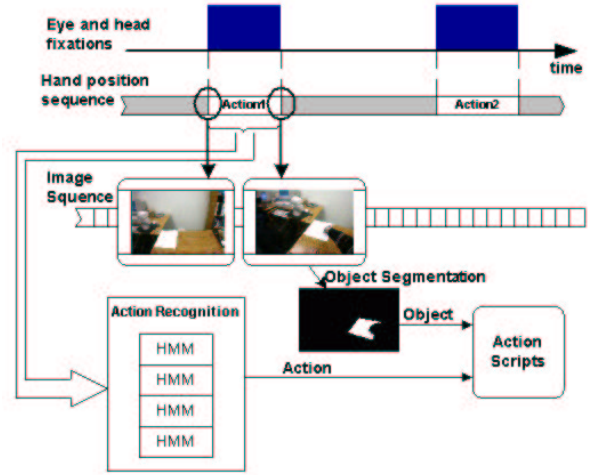 Eye and head
fixations
time
Hand position
sequence
Action1
Action2
Image
Squence
Object Segmentation
Action Recognition
HMM
HMM
HMM
HMM
Object
Action
Action
Scripts